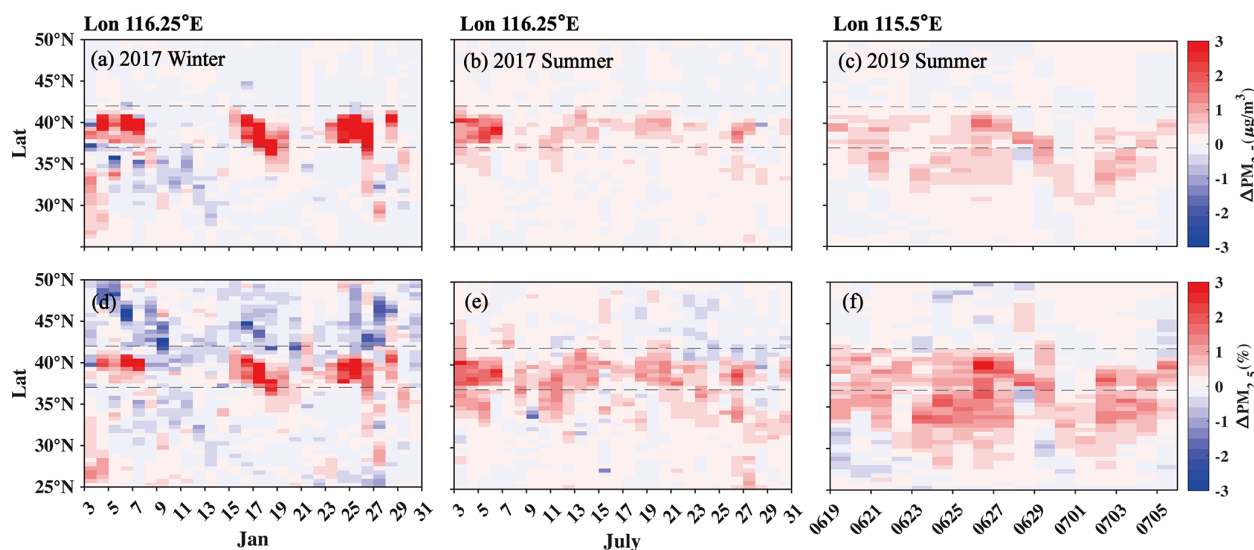 Lon 116.25°E
Lon 116.25°E
Lon 115.5°E
50°N
45°N
40°N
35°N
30°N
Lat
(a) 2017 Winter
(b) 2017 Summer
(c) 2019 Summer
3
2
1
0
-1
-2
-3
ΔPM2.5(μg/m3)
50°N
45°N
40°N
35°N
30°N
25°N
Lat
(d)
(e)
(f)
3
2
1
0
-1
-2
-3
ΔPM2.5(%)
3 5 7 9 11 13 15 17 19 21 23 25 27 29 31
Jan
3 5 7 9 11 13 15 17 19 21 23 25 27 29 31
July
0619 0621 0623 0625 0627 0629 0701 0703 0705